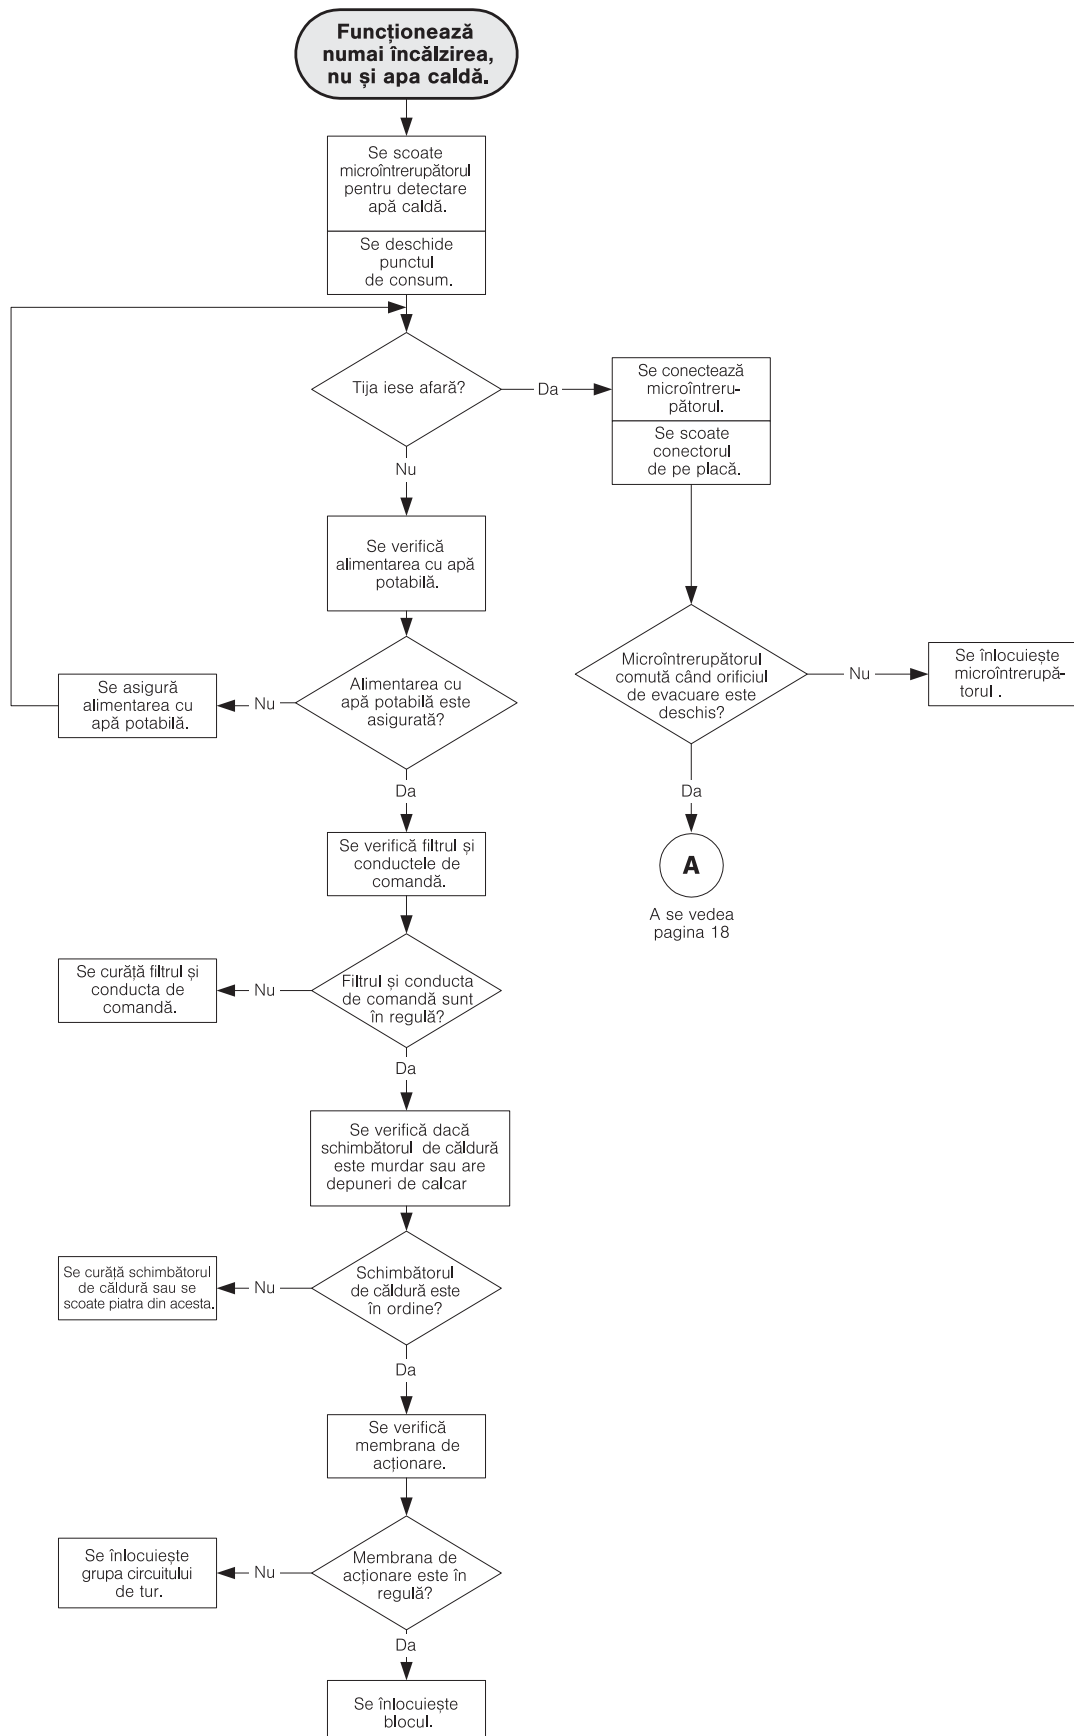 Funcționează
numai încălzirea,
nu și apa caldă.
Se scoate
microîntrerupătorul
pentru detectare
apă caldă.
Se deschide
punctul
de consum.
Tija iese afară?
Da
Se conectează
microîntreru-
pătorul.
Se scoate
conectorul
de pe placă.
Nu
Se verifică
alimentarea cu apă
potabilă.
Alimentarea cu
apă potabilă este
asigurată?
Nu
Se asigură
alimentarea cu
apă potabilă.
Microîntrerupătorul
comută când orificiul
de evacuare este
deschis?
Nu
Se înlocuiește
microîntrerupă-
torul .
Da
Da
A
A se vedea
pagina 18
Se verifică filtrul și
conductele de
comandă.
Filtrul și conducta
de comandă sunt
în regulă?
Nu
Se curăță filtrul și
conducta de
comandă.
Da
Se verifică dacă
schimbătorul de căldură
este murdar sau are
depuneri de calcar
Schimbătorul
de căldură este
în ordine?
Nu
Se curăță schimbătorul
de căldură sau se
scoate piatra din acesta.
Da
Se verifică
membrana de
acționare.
Membrana de
acționare este în
regulă?
Nu
Se înlocuiește
grupa circuitului
de tur.
Da
Se înlocuiește
blocul.